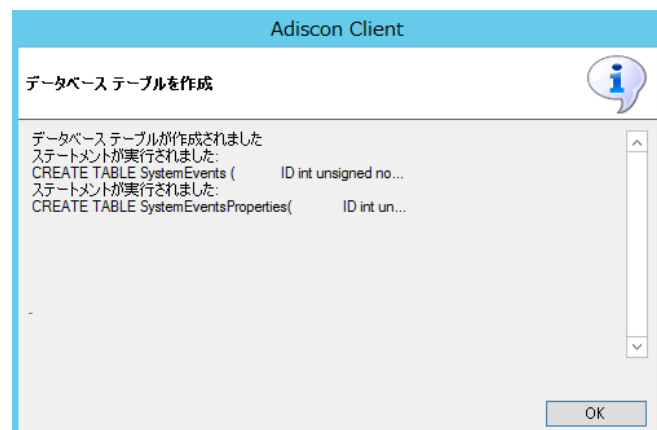 Adiscon Client
データベース テーブルを作成
データベース テーブルが作成されました
ステートメントが実行されました:
CREATE TABLE SystemEvents ( ID int unsigned no...
ステートメントが実行されました:
CREATE TABLE SystemEventsProperties( ID int un...
-
OK